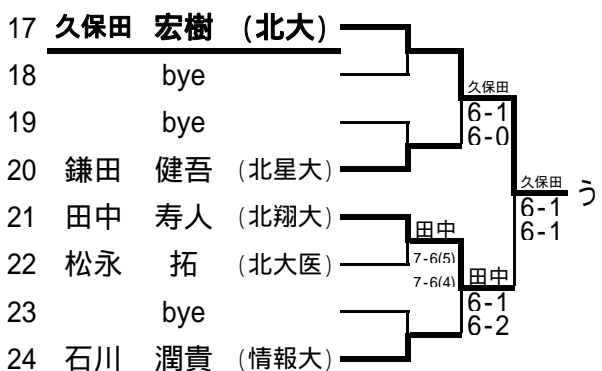 17 久保田 宏樹 (北大)
18 bye
久保田
6-1
6-0
19 bye
20 鎌田 健吾 (北星大)
久保田
6-1
6-1
う
21 田中 寿人 (北翔大)
田中
7-6(5)
7-6(4)
22 松永 拓 (北大医)
田中
6-1
6-2
23 bye
24 石川 潤貴 (情報大)